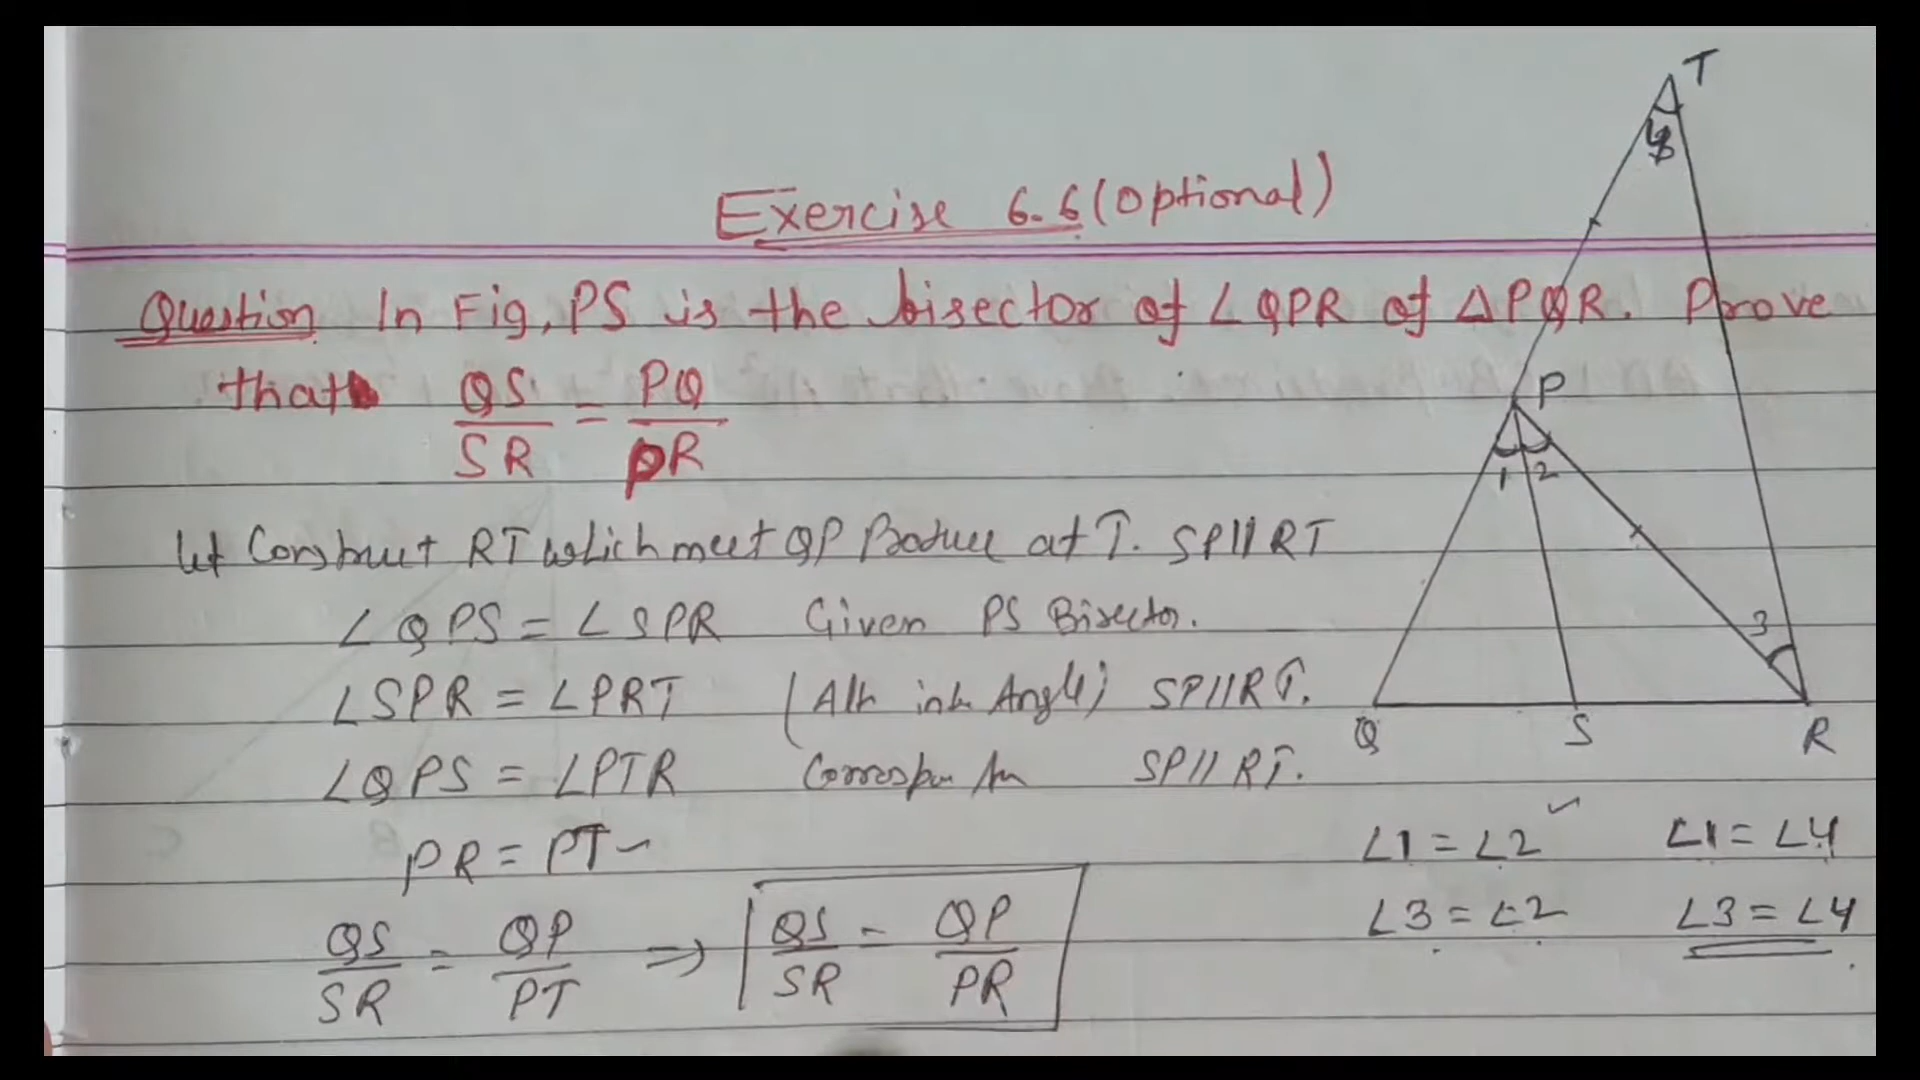 Exercise 6.6 (Optional)
Question In Fig, PS is the bisector of ∠QPR of ΔPQR. Prove
that QS/SR = PQ/PR
let Construct RT which meet QP Produce at T. SP//RT
∠QPS = ∠SPR Given PS Bisector.
∠SPR = ∠PRT (Alt int Angle) SP//RT.
∠QPS = ∠PTR SP//RT.
PR = PT
QS/SR = QP/PT ⇒ QS/SR = QP/PR
T
P
1 2
3
Q S R
∠1 = ∠2 ✓ ∠1 = ∠4
∠3 = ∠2 ∠3 = ∠4